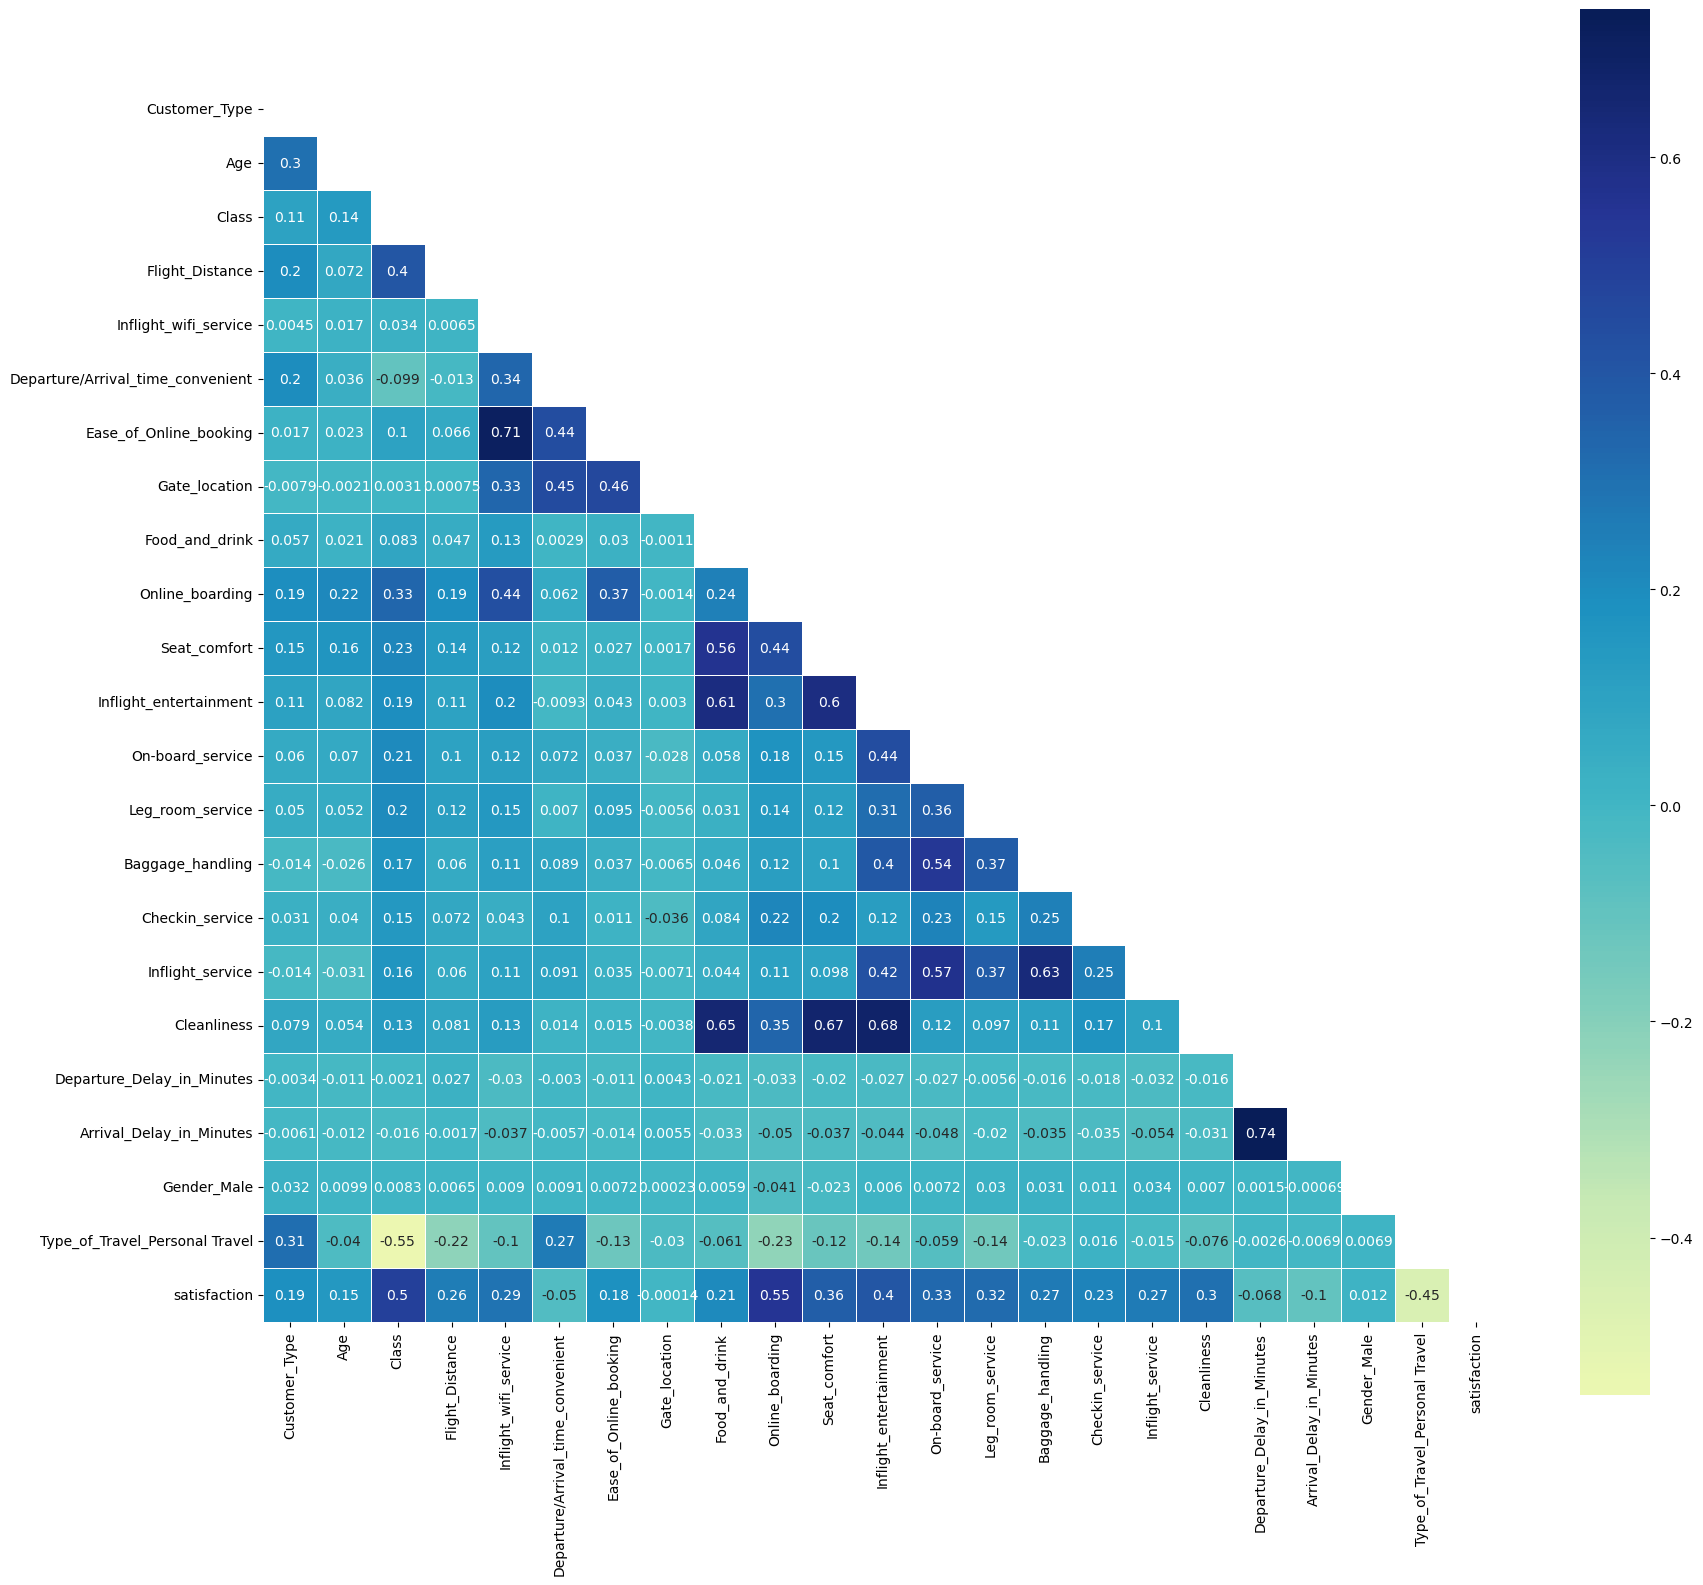 Customer_Type
Age 0.3
Class 0.11 0.14
Flight_Distance 0.2 0.072 0.4
Inflight_wifi_service 0.0045 0.017 0.034 0.0065
Departure/Arrival_time_convenient 0.2 0.036 -0.099 -0.013 0.34
Ease_of_Online_booking 0.017 0.023 0.1 0.066 0.71 0.44
Gate_location -0.0079 -0.0021 0.0031 0.00075 0.33 0.45 0.46
Food_and_drink 0.057 0.021 0.083 0.047 0.13 0.0029 0.03 -0.0011
Online_boarding 0.19 0.22 0.33 0.19 0.44 0.062 0.37 -0.0014 0.24
Seat_comfort 0.15 0.16 0.23 0.14 0.12 0.012 0.027 0.0017 0.56 0.44
Inflight_entertainment 0.11 0.082 0.19 0.11 0.2 -0.0093 0.043 0.003 0.61 0.3 0.6
On-board_service 0.06 0.07 0.21 0.1 0.12 0.072 0.037 -0.028 0.058 0.18 0.15 0.44
Leg_room_service 0.05 0.052 0.2 0.12 0.15 0.007 0.095 -0.0056 0.031 0.14 0.12 0.31 0.36
Baggage_handling -0.014 -0.026 0.17 0.06 0.11 0.089 0.037 -0.0065 0.046 0.12 0.1 0.4 0.54 0.37
Checkin_service 0.031 0.04 0.15 0.072 0.043 0.1 0.011 -0.036 0.084 0.22 0.2 0.12 0.23 0.15 0.25
Inflight_service -0.014 -0.031 0.16 0.06 0.11 0.091 0.035 -0.0071 0.044 0.11 0.098 0.42 0.57 0.37 0.63 0.25
Cleanliness 0.079 0.054 0.13 0.081 0.13 0.014 0.015 -0.0038 0.65 0.35 0.67 0.68 0.12 0.097 0.11 0.17 0.1
Departure_Delay_in_Minutes -0.0034 -0.011 -0.0021 0.027 -0.03 -0.003 -0.011 0.0043 -0.021 -0.033 -0.02 -0.027 -0.027 -0.0056 -0.016 -0.018 -0.032 -0.016
Arrival_Delay_in_Minutes -0.0061 -0.012 -0.016 -0.0017 -0.037 -0.0057 -0.014 0.0055 -0.033 -0.05 -0.037 -0.044 -0.048 -0.02 -0.035 -0.035 -0.054 -0.031 0.74
Gender_Male 0.032 0.0099 0.0083 0.0065 0.009 0.0091 0.0072 0.00023 0.0059 -0.041 -0.023 0.006 0.0072 0.03 0.031 0.011 0.034 0.007 0.0015 -0.00069
Type_of_Travel_Personal Travel 0.31 -0.04 -0.55 -0.22 -0.1 0.27 -0.13 -0.03 -0.061 -0.23 -0.12 -0.14 -0.059 -0.14 -0.023 0.016 -0.015 -0.076 -0.0026 -0.0069 0.0069
satisfaction 0.19 0.15 0.5 0.26 0.29 -0.05 0.18 -0.00014 0.21 0.55 0.36 0.4 0.33 0.32 0.27 0.23 0.27 0.3 -0.068 -0.1 0.012 -0.45
Customer_Type
Age
Class
Flight_Distance
Inflight_wifi_service
Departure/Arrival_time_convenient
Ease_of_Online_booking
Gate_location
Food_and_drink
Online_boarding
Seat_comfort
Inflight_entertainment
On-board_service
Leg_room_service
Baggage_handling
Checkin_service
Inflight_service
Cleanliness
Departure_Delay_in_Minutes
Arrival_Delay_in_Minutes
Gender_Male
Type_of_Travel_Personal Travel
satisfaction
0.6
0.4
0.2
0.0
−0.2
−0.4